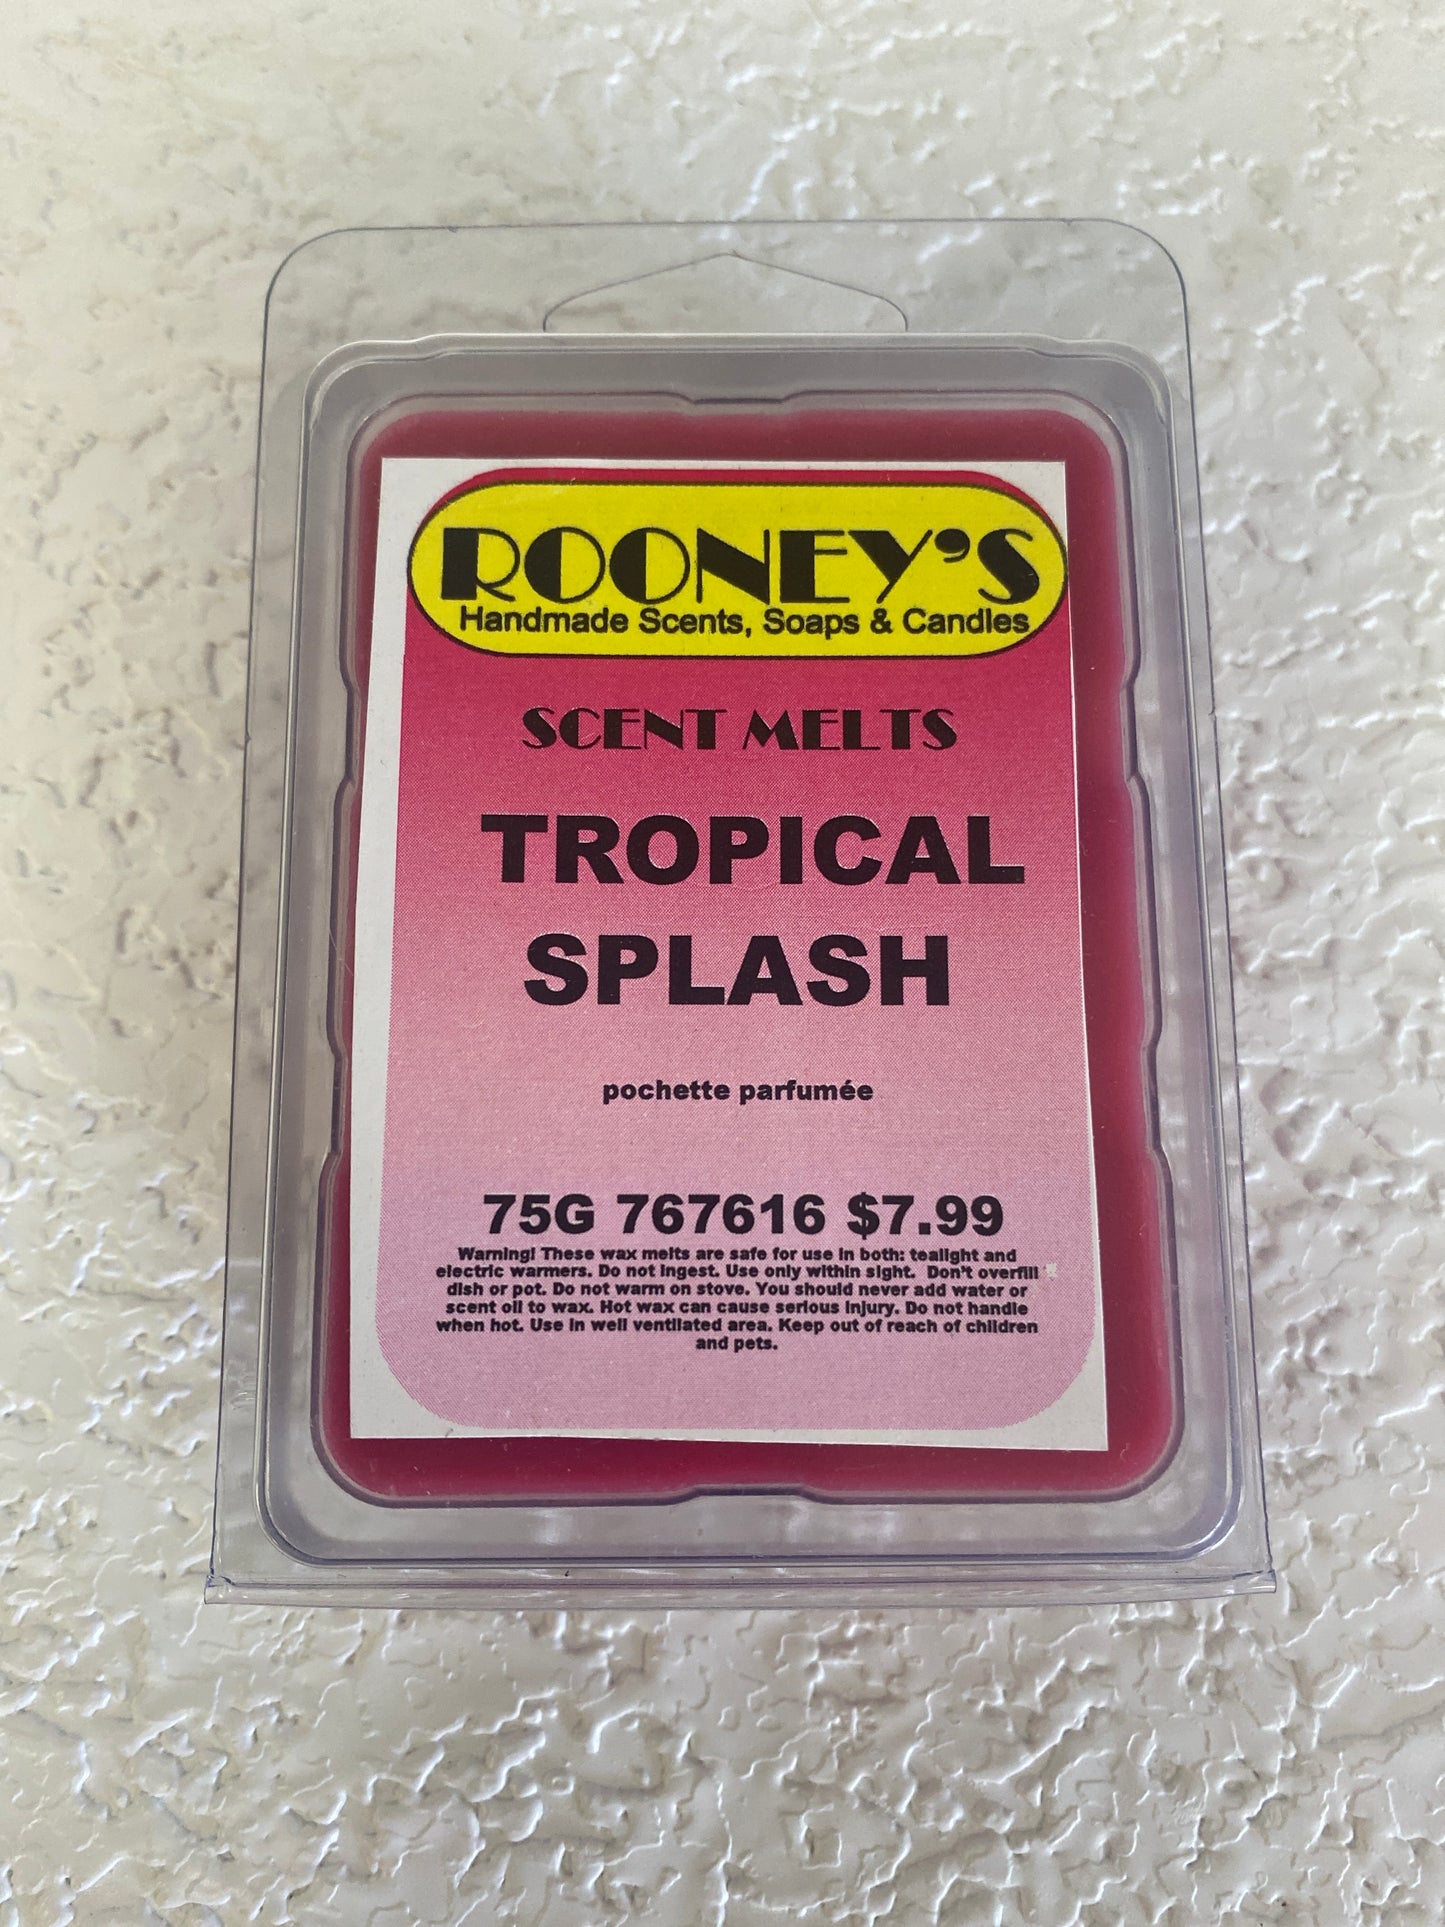 ROONEY'S
Handmade Scents, Soaps & Candles
SCENT MELTS
TROPICAL
SPLASH
pochette parfumée
75G 767616 $7.99
Warning! These wax melts are safe for use in both: tealight and
electric warmers. Do not ingest. Use only within sight. Don't overfill
dish or pot. Do not warm on stove. You should never add water or
scent oil to wax. Hot wax can cause serious injury. Do not handle
when hot. Use in well ventilated area. Keep out of reach of children
and pets.